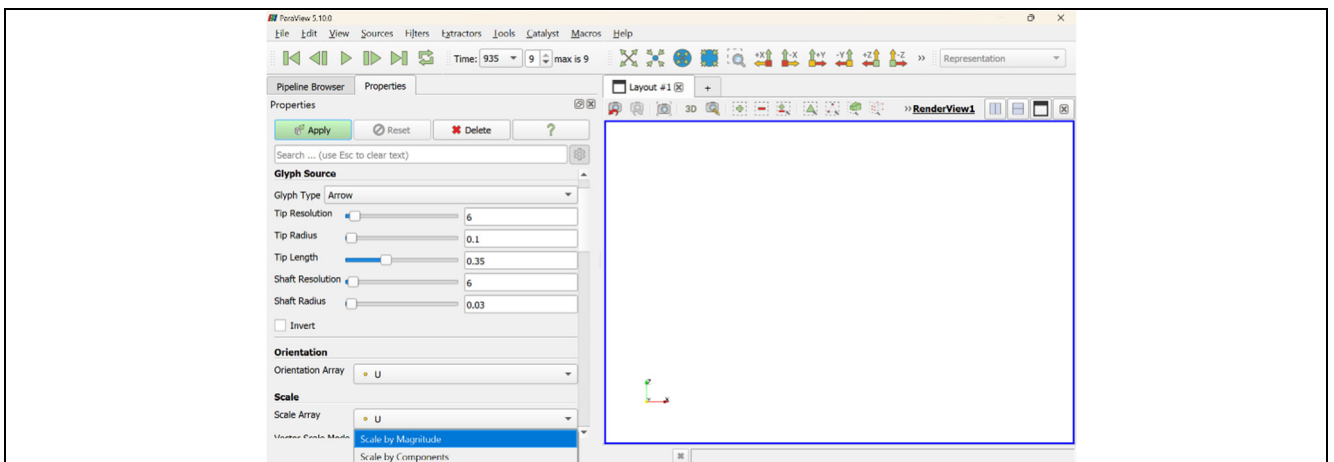 ParaView 5.10.0
File Edit View Sources Filters Extractors Tools Catalyst Macros Help
Time: 935 9 max is 9 +X -X +Y -Y +Z -Z » Representation
Pipeline Browser Properties Layout #1 +
Properties 3D » RenderView1
Apply Reset Delete ?
Search ... (use Esc to clear text)
Glyph Source
Glyph Type Arrow
Tip Resolution 6
Tip Radius 0.1
Tip Length 0.35
Shaft Resolution 6
Shaft Radius 0.03
Invert
Orientation
Orientation Array U
Scale
Scale Array U
Vector Scale Mode Scale by Magnitude
Scale by Components